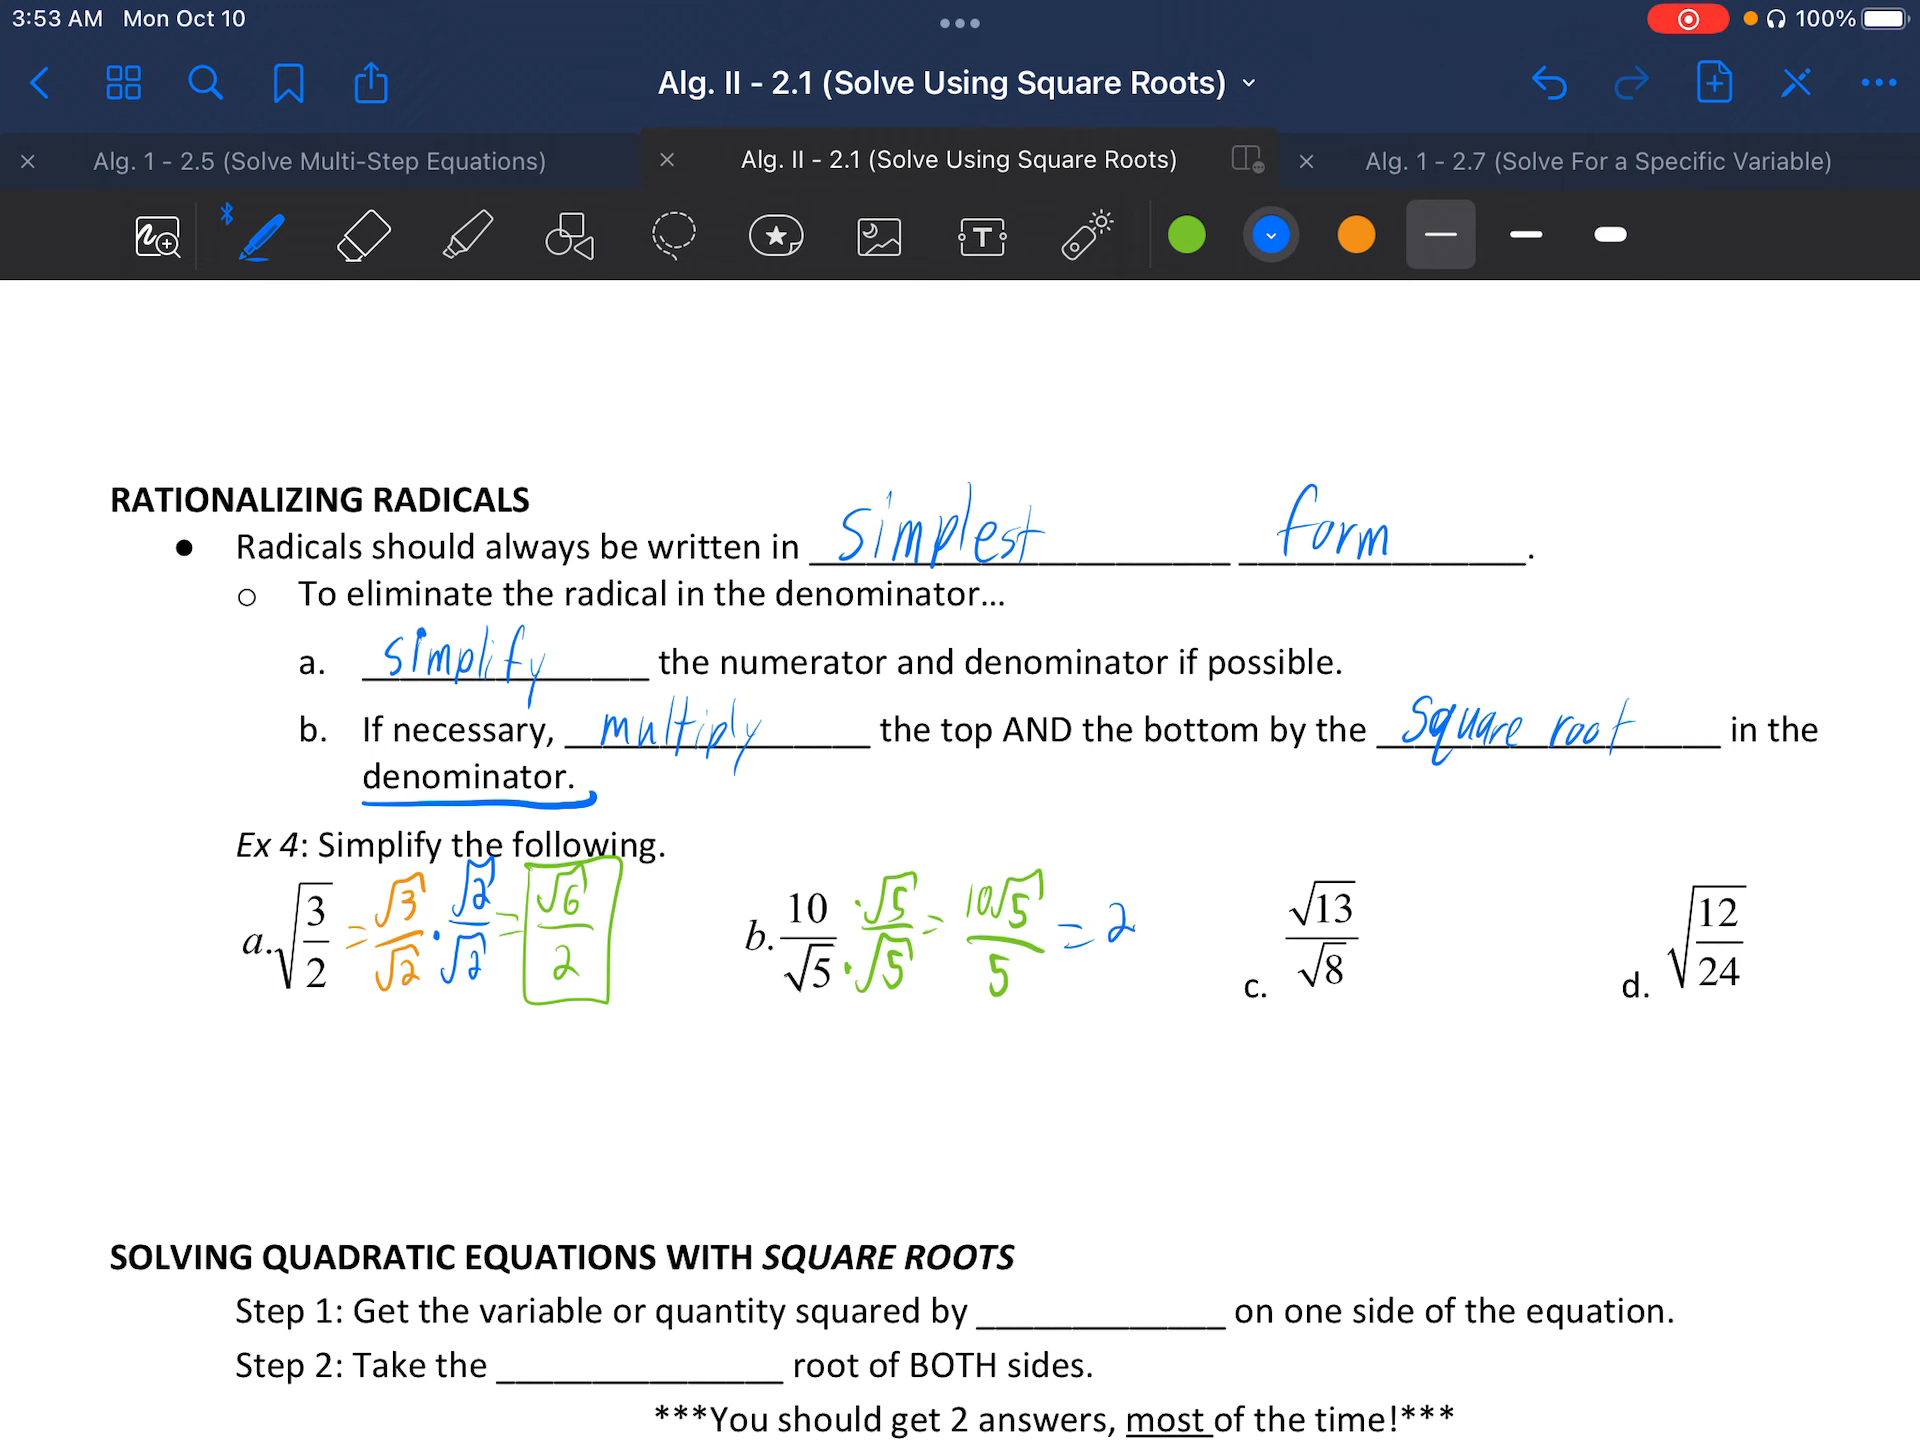 3:53 AM Mon Oct 10 100%
Alg. II - 2.1 (Solve Using Square Roots)
Alg. 1 - 2.5 (Solve Multi-Step Equations) Alg. II - 2.1 (Solve Using Square Roots) Alg. 1 - 2.7 (Solve For a Specific Variable)
RATIONALIZING RADICALS
● Radicals should always be written in simplest form.
○ To eliminate the radical in the denominator...
a. simplify the numerator and denominator if possible.
b. If necessary, multiply the top AND the bottom by the square root in the
denominator.
Ex 4: Simplify the following.
a. √(3/2) = √3/√2 · √2/√2 = √6/2 b. 10/√5 · √5/· √5 = 10√5/5 = 2 c. √13/√8 d. √(12/24)
SOLVING QUADRATIC EQUATIONS WITH SQUARE ROOTS
Step 1: Get the variable or quantity squared by ____________ on one side of the equation.
Step 2: Take the ____________ root of BOTH sides.
***You should get 2 answers, most of the time!***